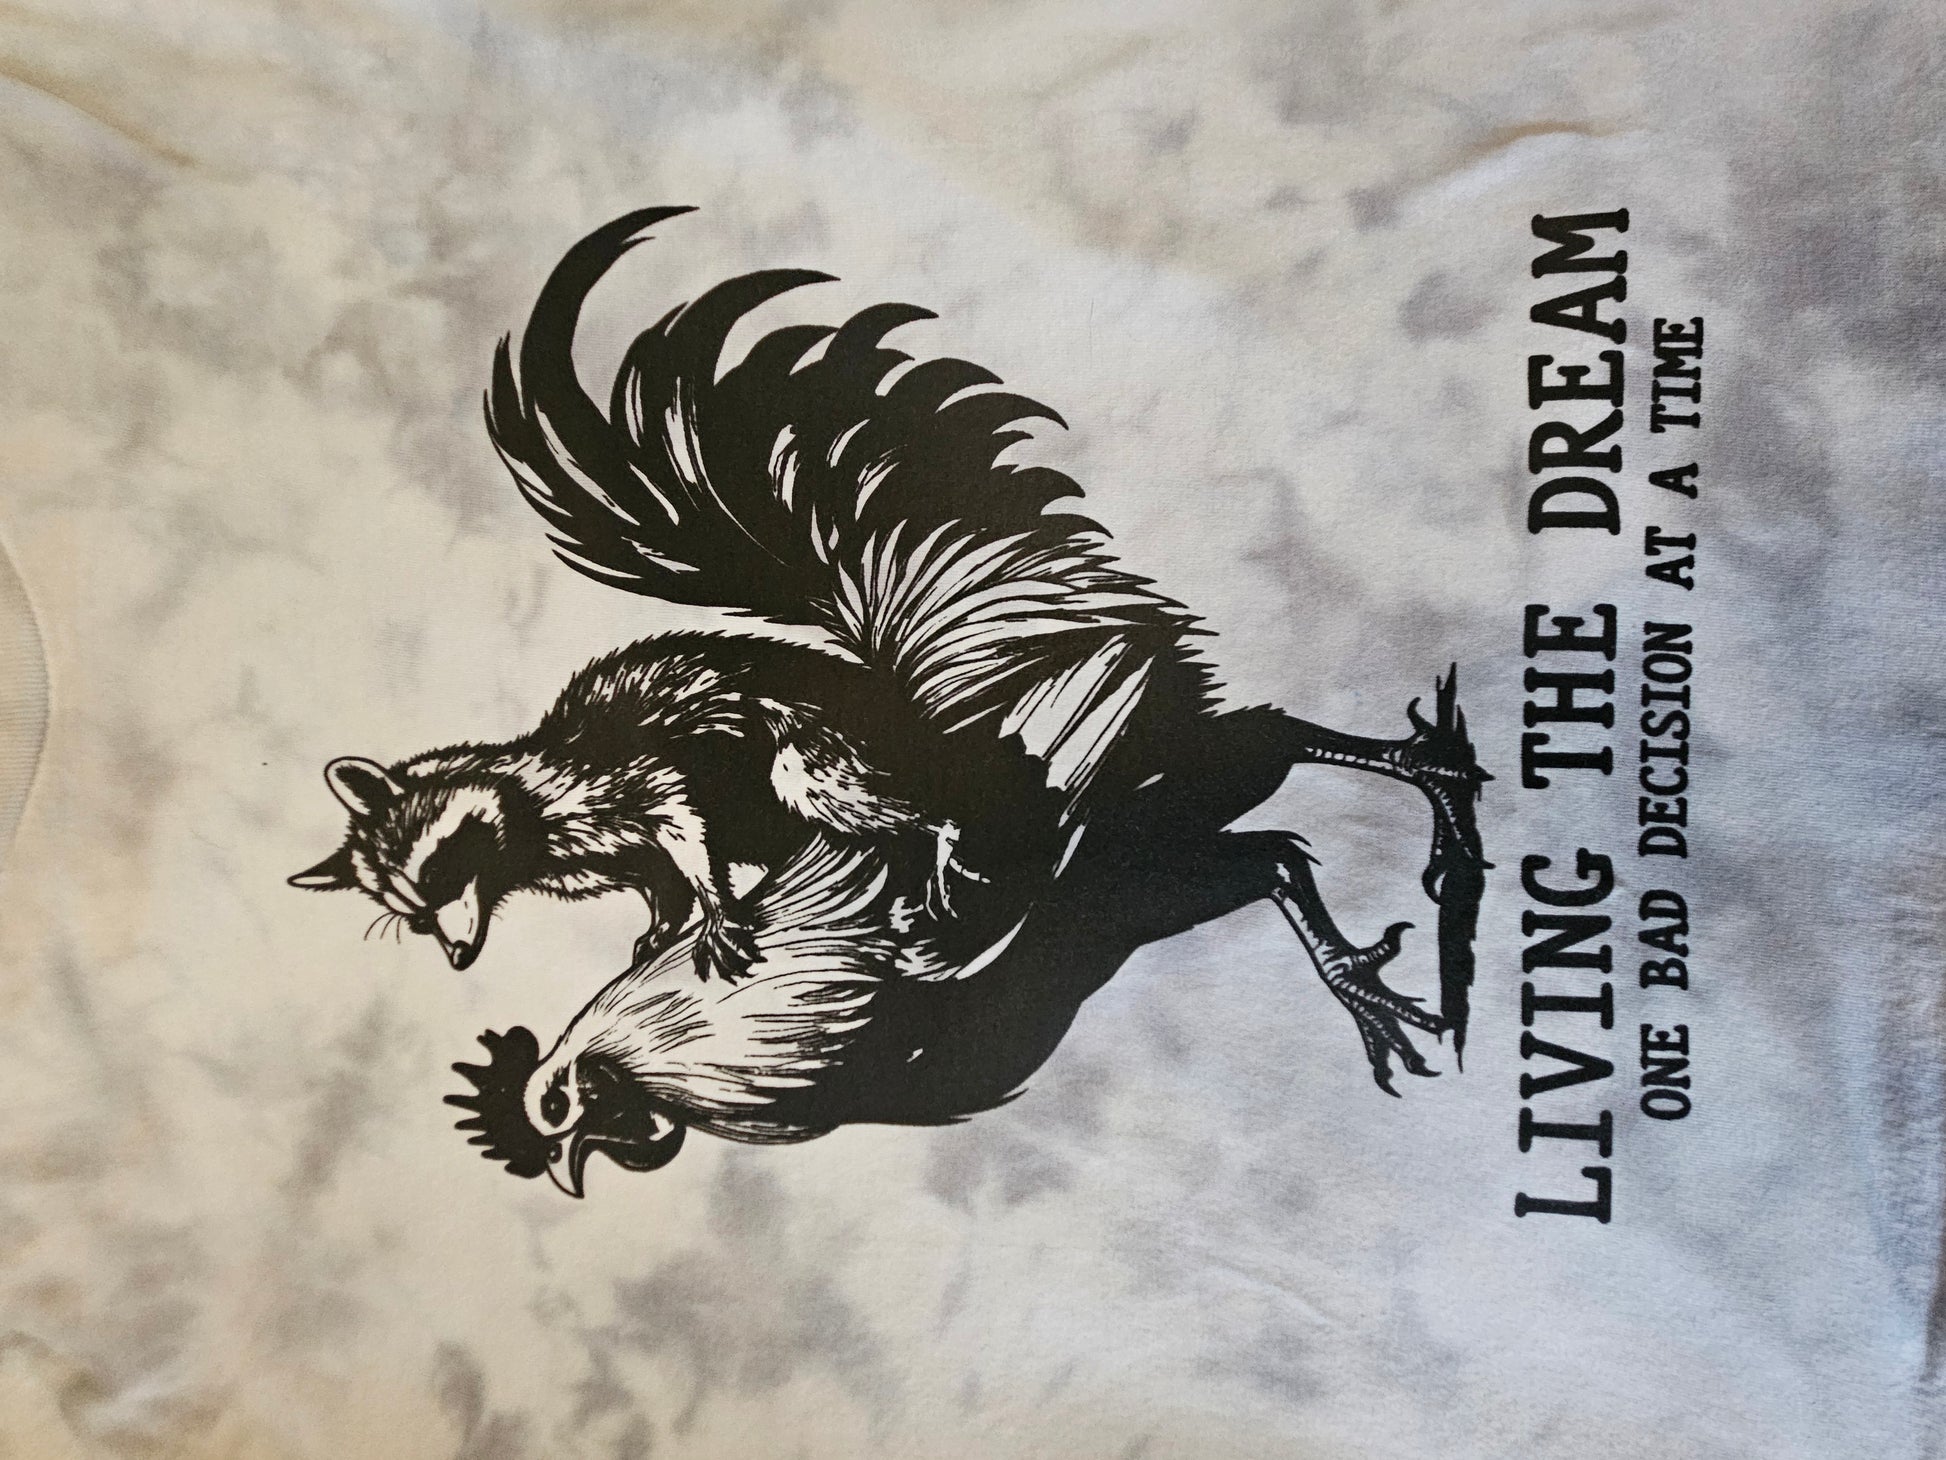 LIVING THE DREAM
ONE BAD DECISION AT A TIME